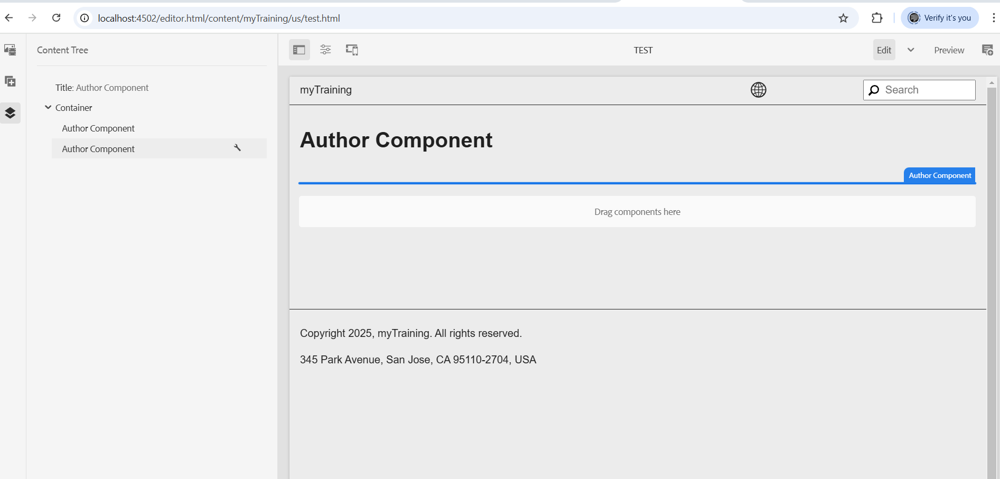 localhost:4502/editor.html/content/myTraining/us/test.html
Verify it's you
Content Tree
TEST
Edit
Preview
Title: Author Component
Container
Author Component
Author Component
myTraining
Search
Author Component
Author Component
Drag components here
Copyright 2025, myTraining. All rights reserved.
345 Park Avenue, San Jose, CA 95110-2704, USA